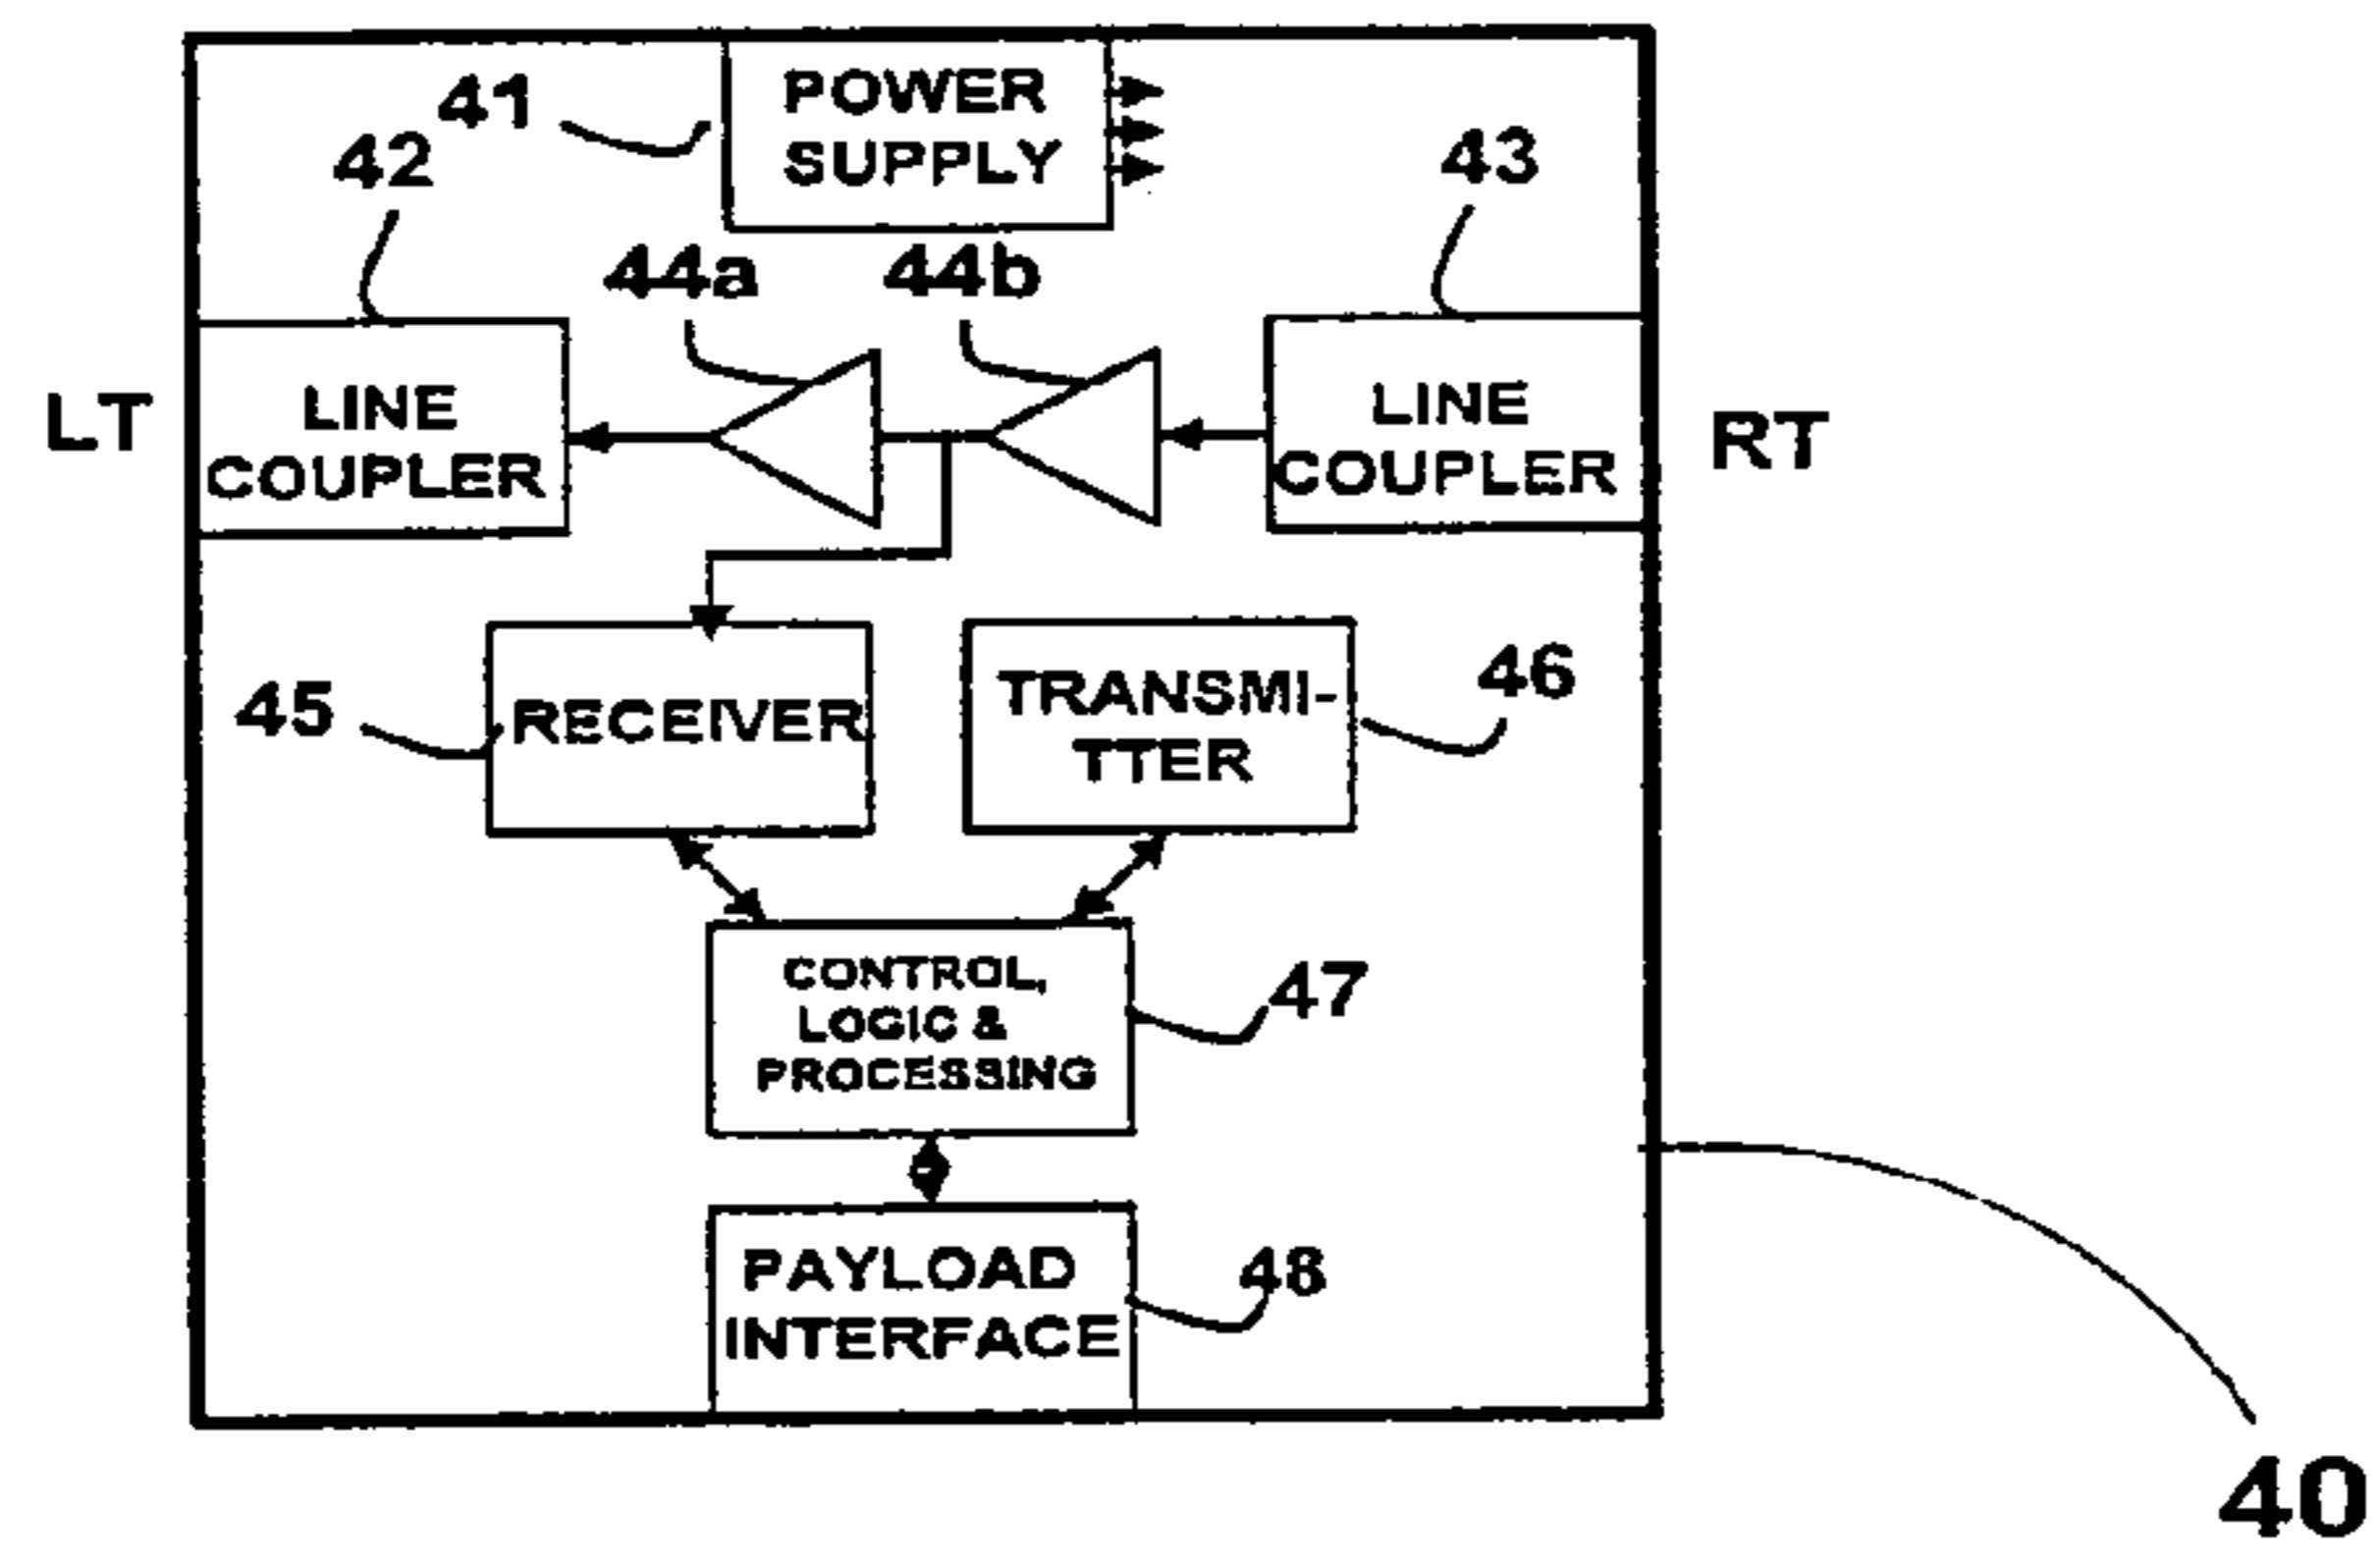 41
POWER
SUPPLY
42
43
44a
44b
LT
LINE
COUPLER
LINE
COUPLER
RT
45
RECEIVER
TRANSMI-
TTER
46
CONTROL,
LOGIC &
PROCESSING
47
PAYLOAD
INTERFACE
48
40